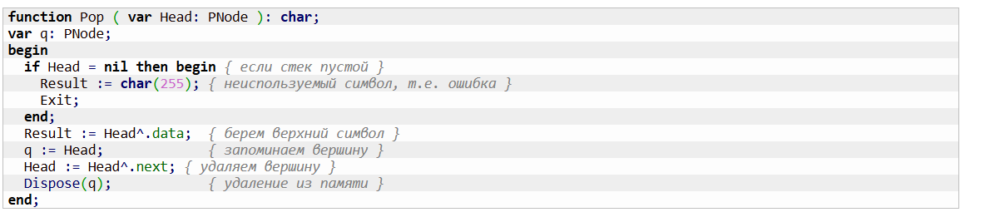 function Pop ( var Head: PNode ): char;
var q: PNode;
begin
  if Head = nil then begin { если стек пустой }
    Result := char(255); { неиспользуемый символ, т.е. ошибка }
    Exit;
  end;
  Result := Head^.data;  { берем верхний символ }
  q := Head;             { запоминаем вершину }
  Head := Head^.next; { удаляем вершину }
  Dispose(q);            { удаление из памяти }
end;